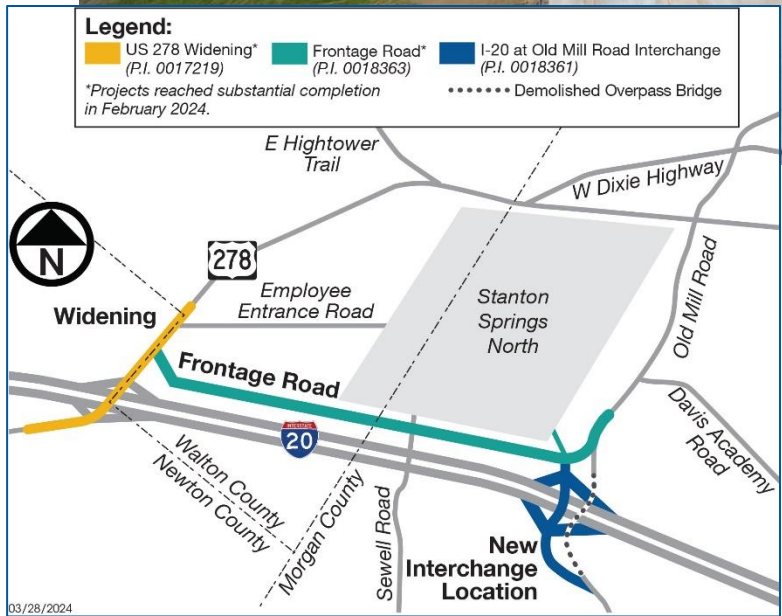 Legend:
US 278 Widening*
(P.I. 0017219)
Frontage Road*
(P.I. 0018363)
I-20 at Old Mill Road Interchange
(P.I. 0018361)
*Projects reached substantial completion
in February 2024.
Demolished Overpass Bridge
E Hightower
Trail
W Dixie Highway
N
278
Employee
Entrance Road
Stanton
Springs
North
Old Mill Road
Widening
Frontage Road
INTERSTATE
20
Davis Academy
Road
Walton County
Newton County
Morgan County
Sewell Road
New
Interchange
Location
03/28/2024